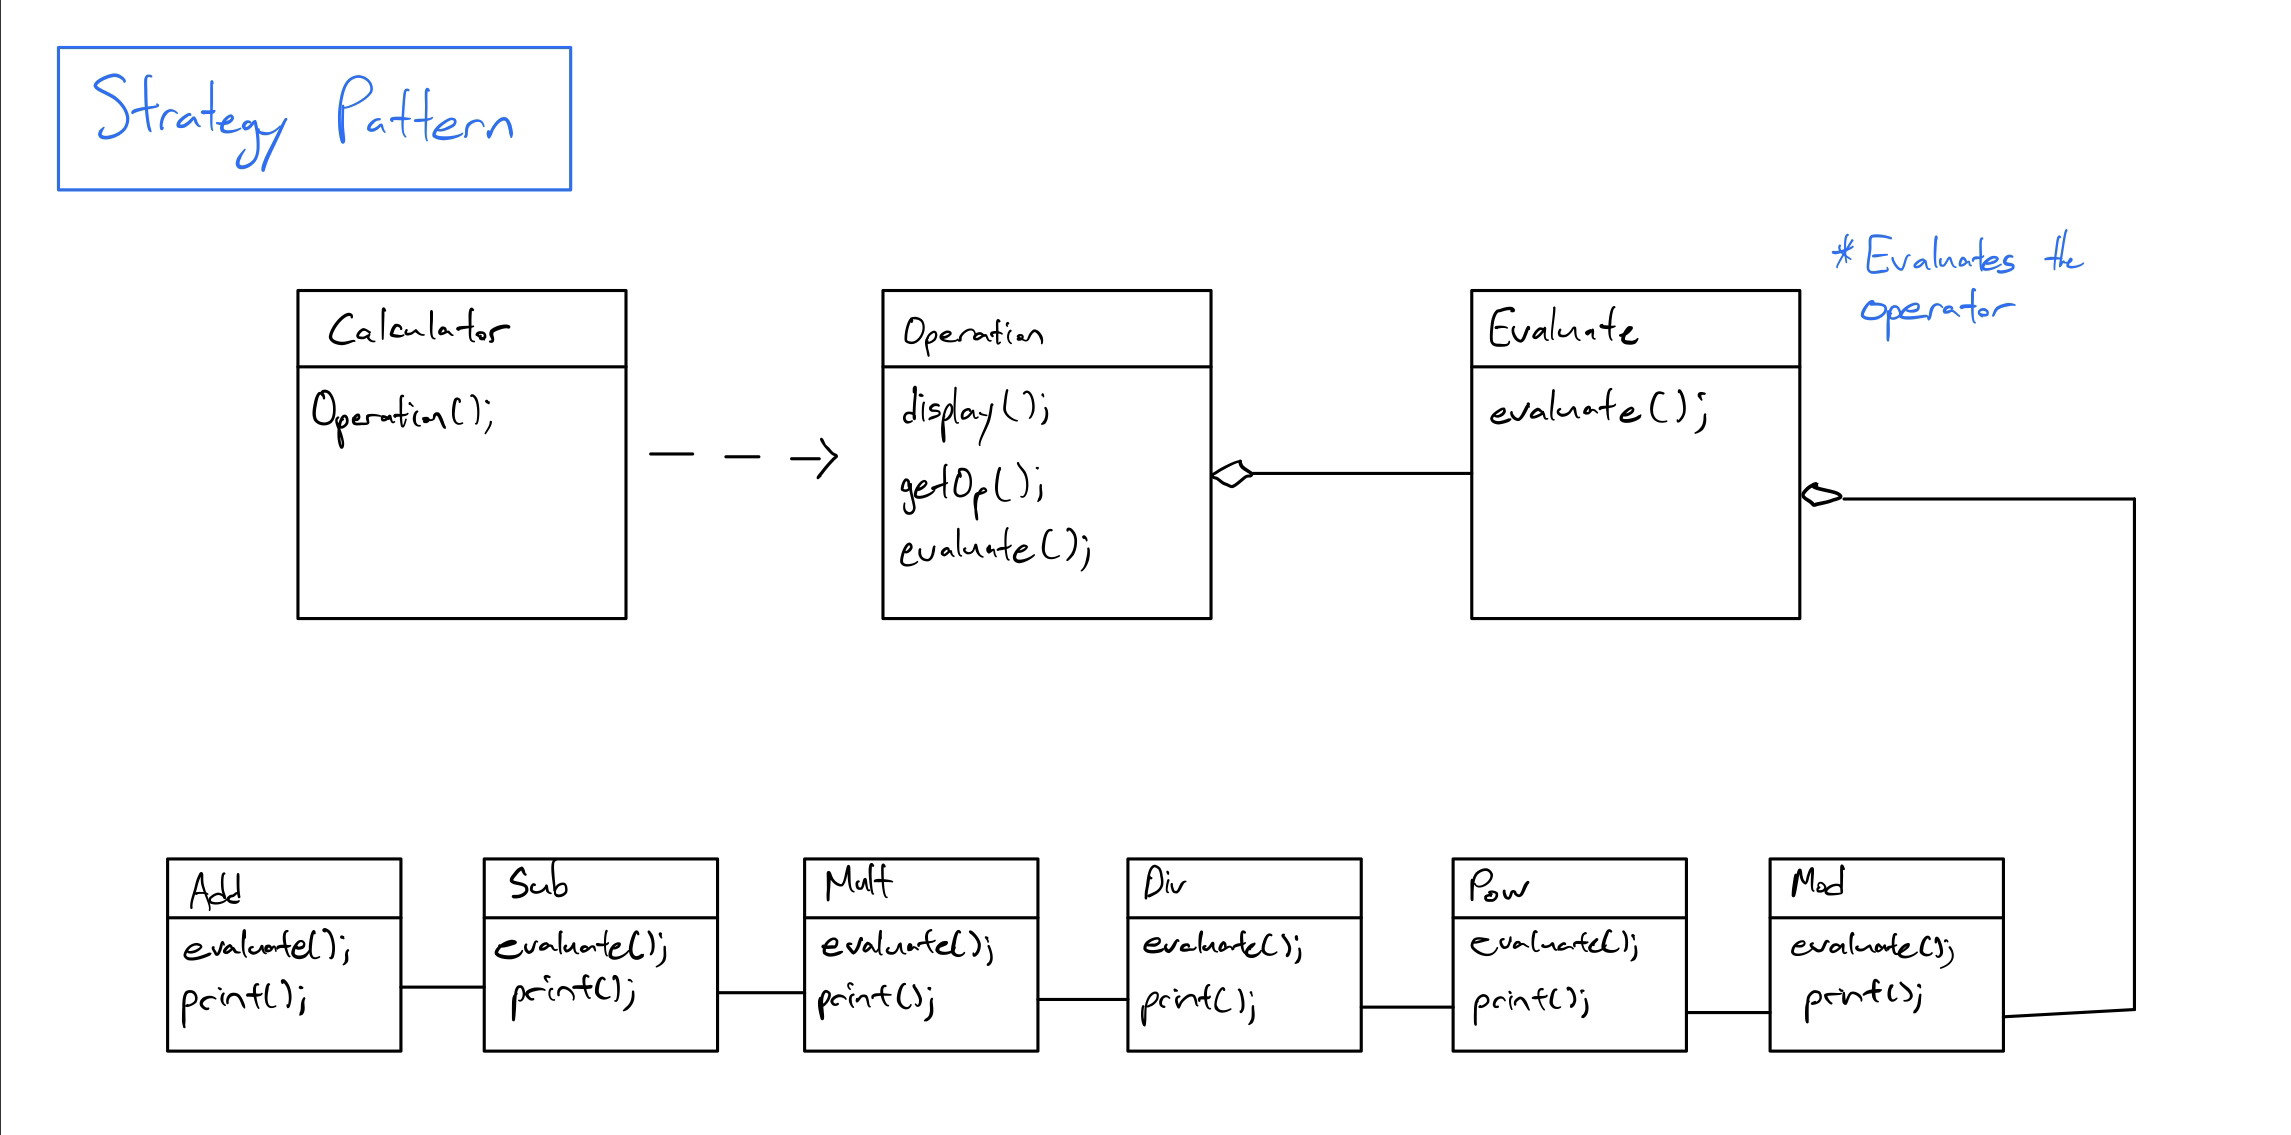 Strategy Pattern
* Evaluates the
operator
Calculator
Operation();
Operation
display();
getOp();
evaluate();
Evaluate
evaluate();
Add
evaluate();
print();
Sub
evaluate();
print();
Mult
evaluate();
print();
Div
evaluate();
print();
Pow
evaluate();
print();
Mod
evaluate();
print();